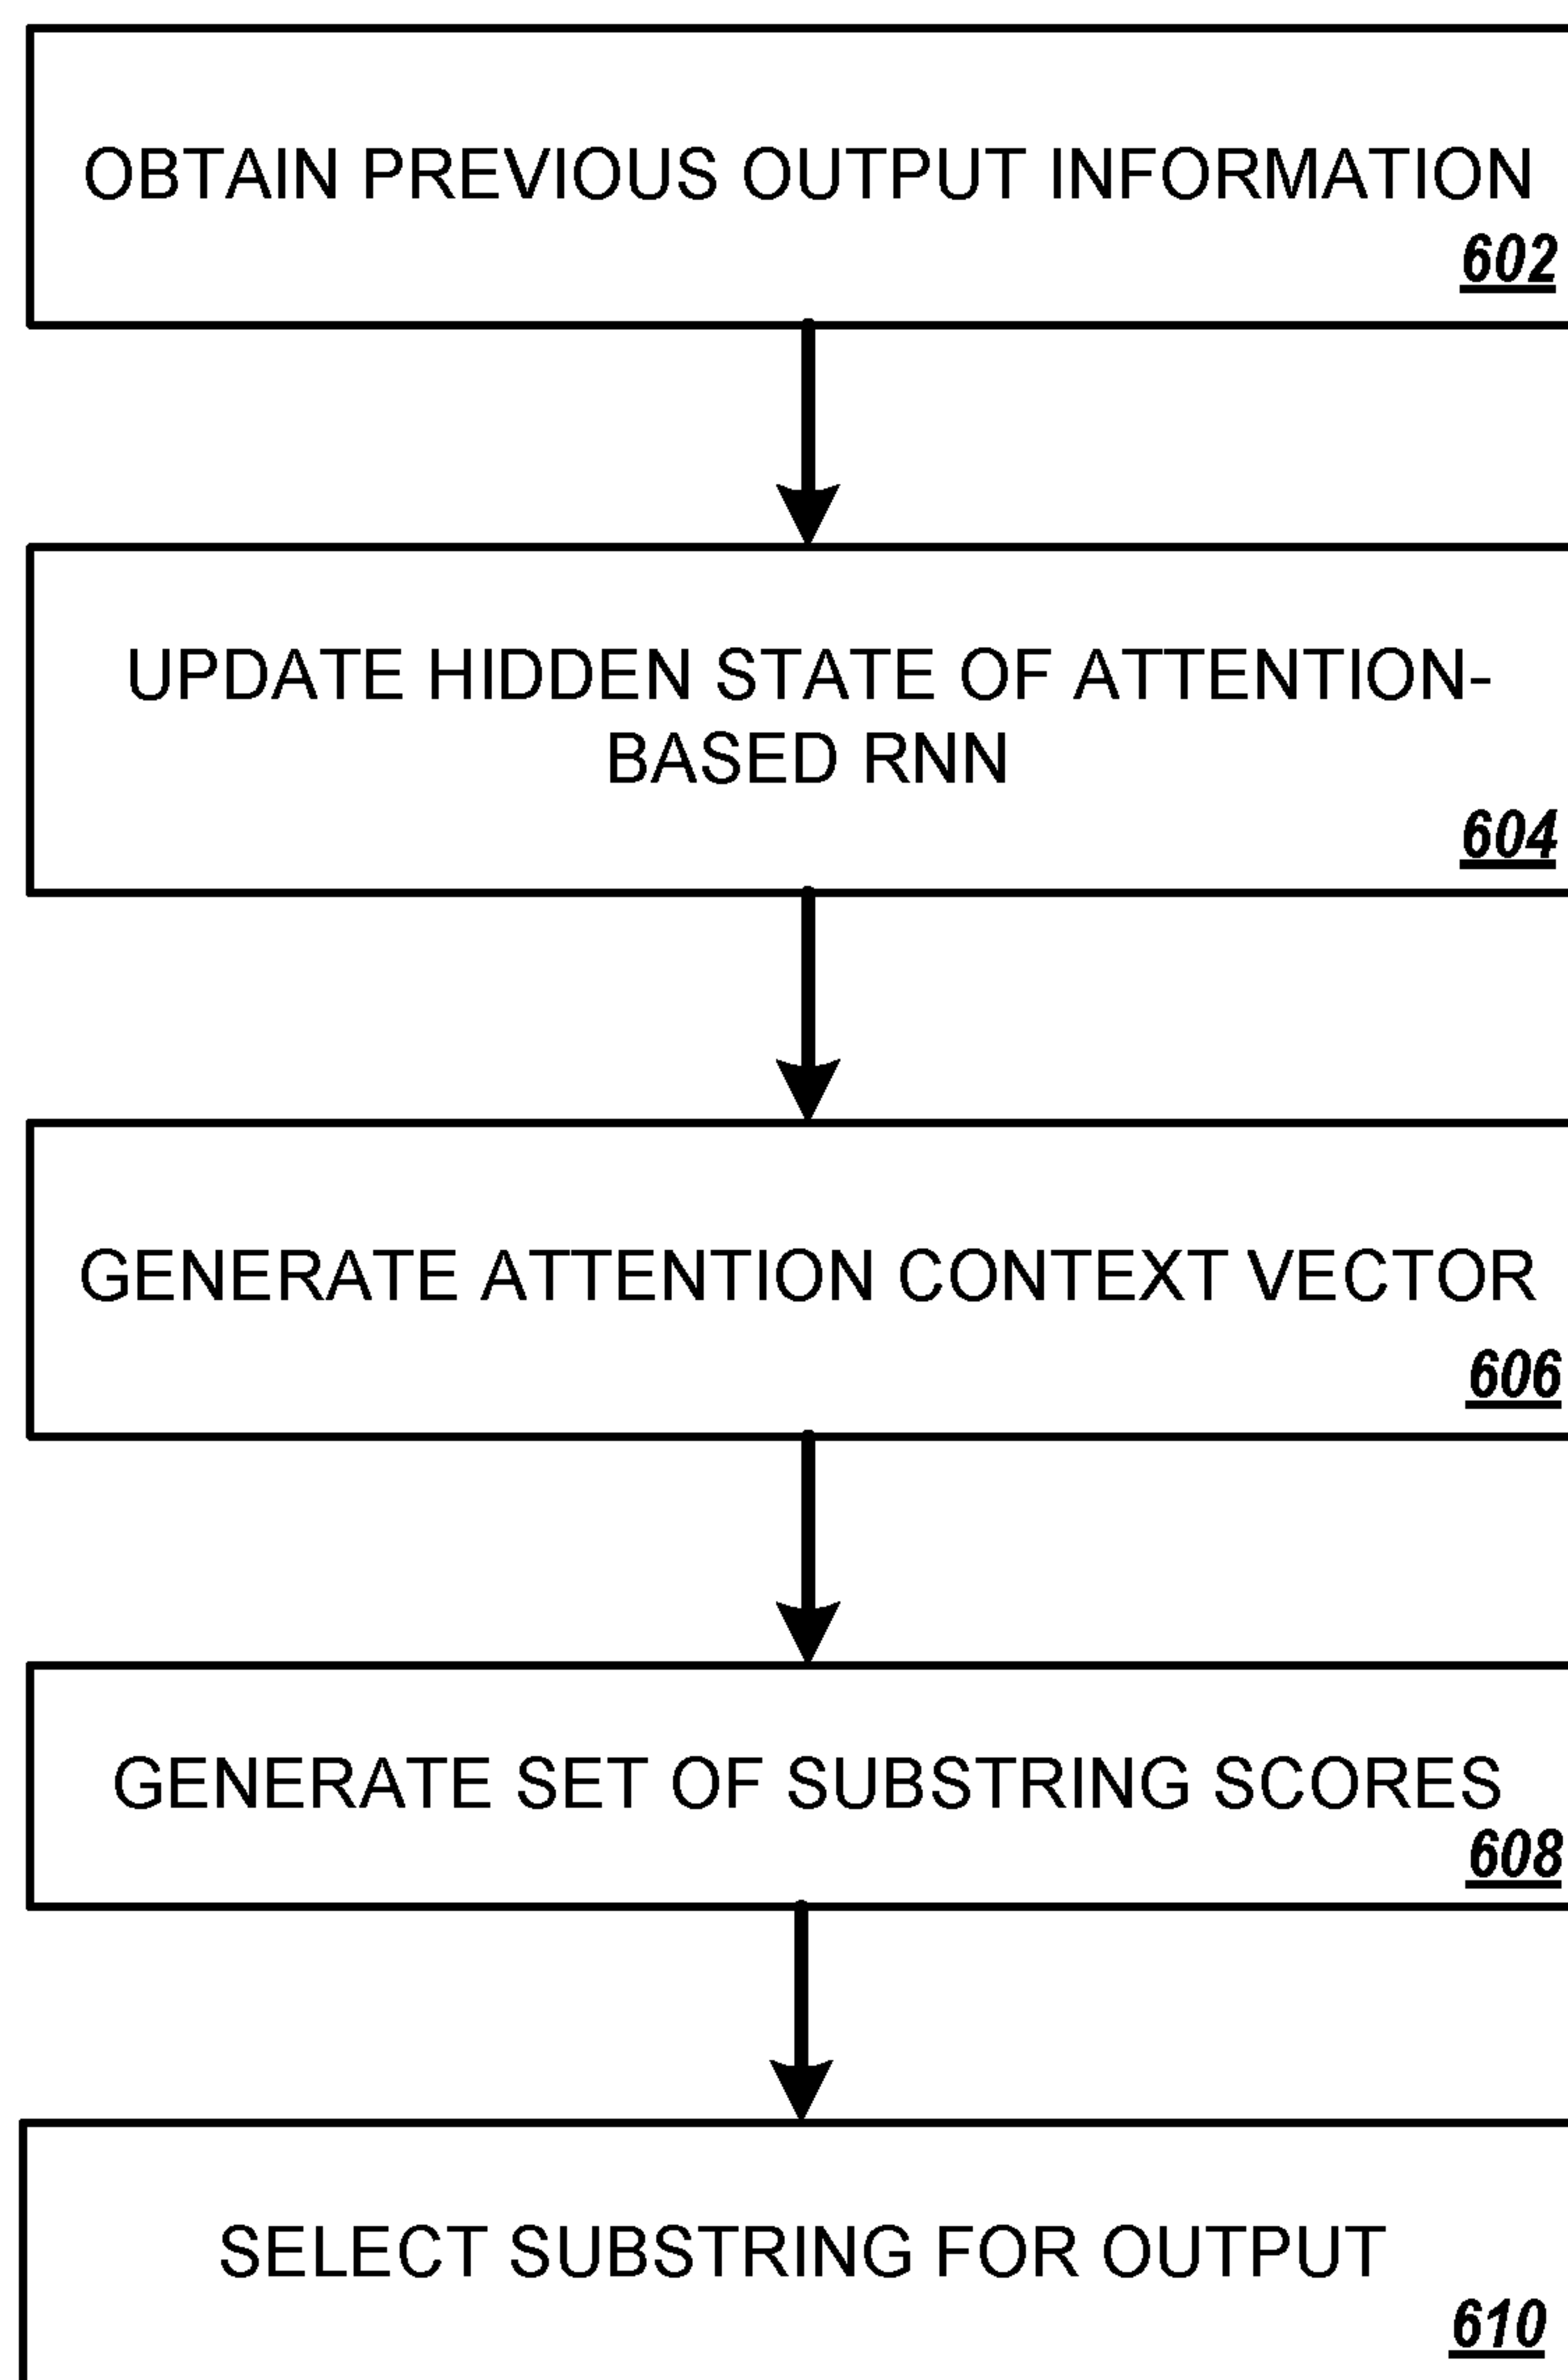 OBTAIN PREVIOUS OUTPUT INFORMATION
602
UPDATE HIDDEN STATE OF ATTENTION-
BASED RNN
604
GENERATE ATTENTION CONTEXT VECTOR
606
GENERATE SET OF SUBSTRING SCORES
608
SELECT SUBSTRING FOR OUTPUT
610